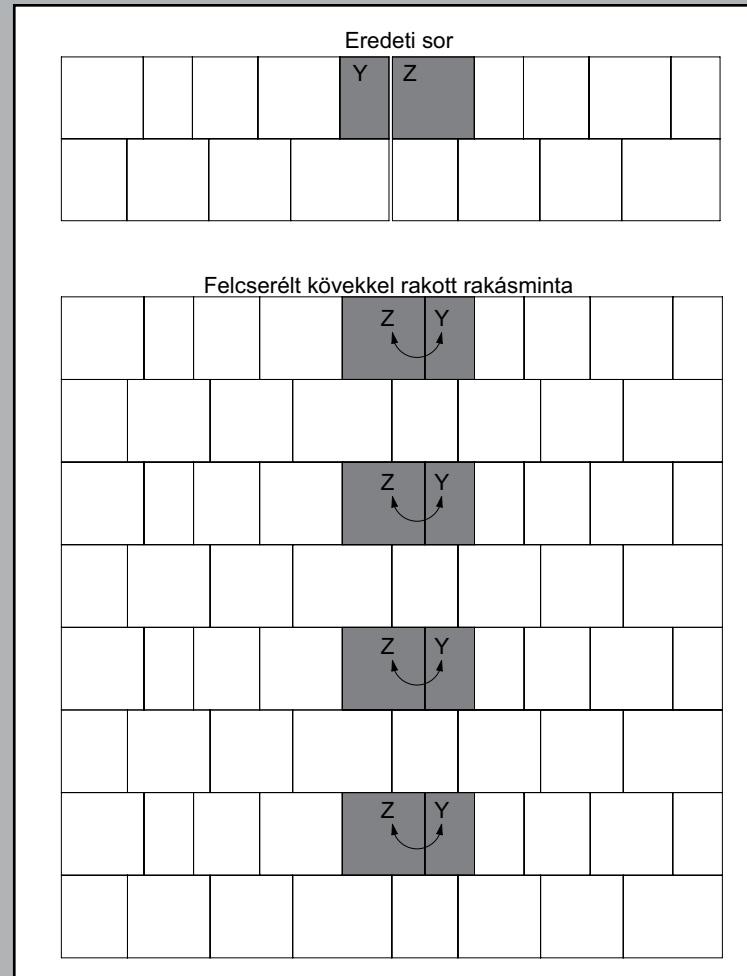 Eredeti sor
Y Z
Felcserélt kövekkel rakott rakásminta
Z Y
Z Y
Z Y
Z Y